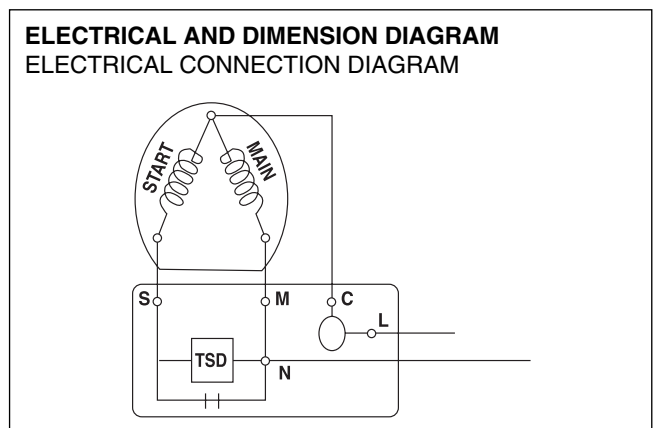 ELECTRICAL AND DIMENSION DIAGRAM
ELECTRICAL CONNECTION DIAGRAM
START
MAIN
S
M
C
L
TSD
N